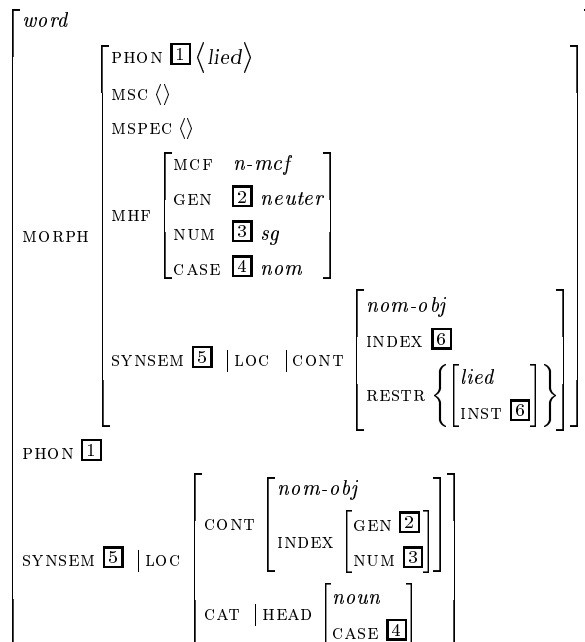 word
PHON 1 ⟨lied⟩
MSC ⟨⟩
MSPEC ⟨⟩
MCF n-mcf
GEN 2 neuter
MHF
NUM 3 sg
MORPH
CASE 4 nom
nom-obj
INDEX 6
SYNSEM 5 | LOC | CONT
lied
RESTR
INST 6
PHON 1
nom-obj
CONT
GEN 2
INDEX
NUM 3
SYNSEM 5 | LOC
noun
CAT | HEAD
CASE 4